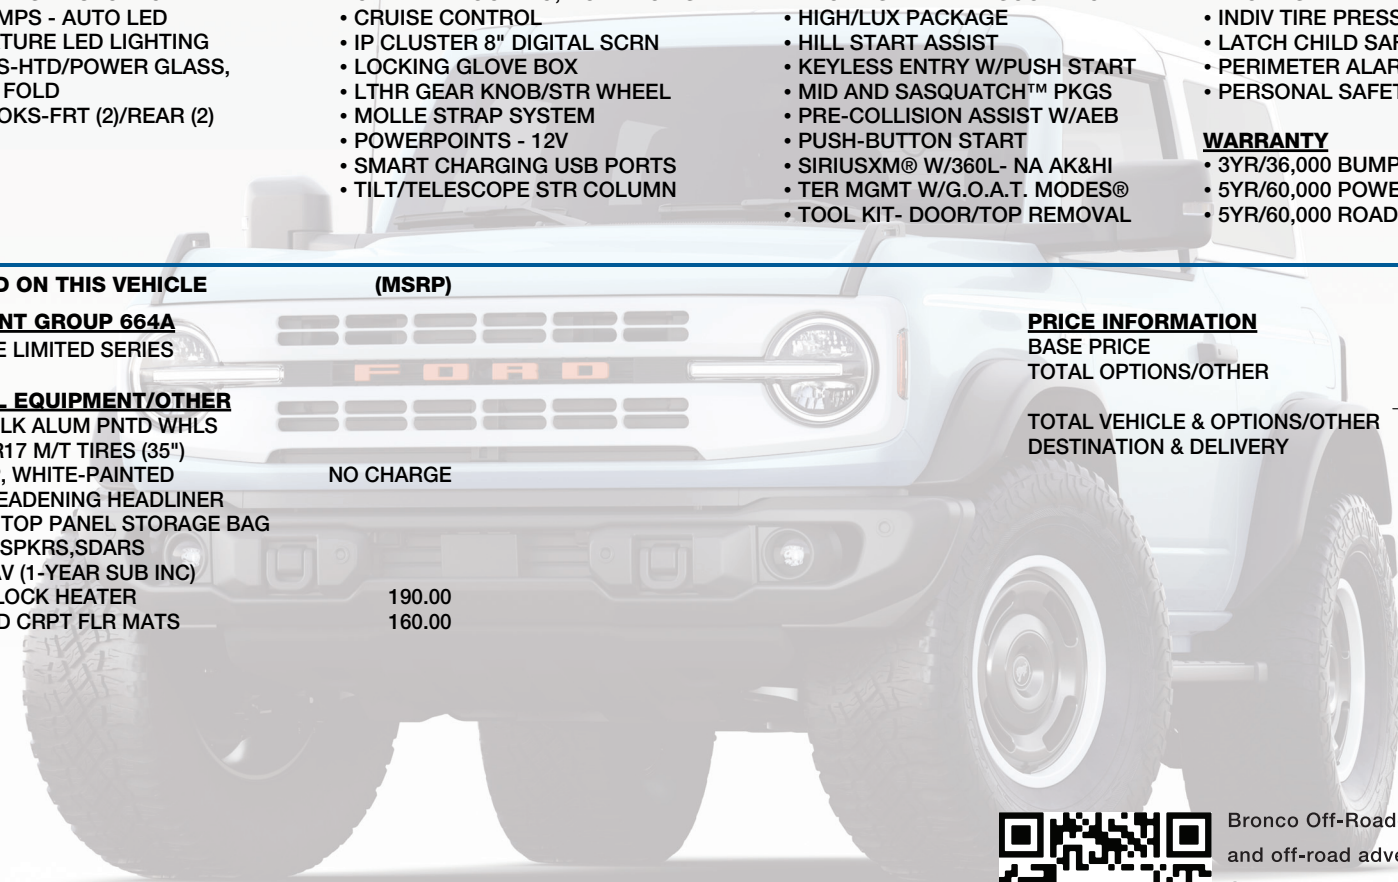 MPS - AUTO LED
TURE LED LIGHTING
S-HTD/POWER GLASS,
FOLD
OKS-FRT (2)/REAR (2)
• CRUISE CONTROL
• IP CLUSTER 8" DIGITAL SCRN
• LOCKING GLOVE BOX
• LTHR GEAR KNOB/STR WHEEL
• MOLLE STRAP SYSTEM
• POWERPOINTS - 12V
• SMART CHARGING USB PORTS
• TILT/TELESCOPE STR COLUMN
• HIGH/LUX PACKAGE
• HILL START ASSIST
• KEYLESS ENTRY W/PUSH START
• MID AND SASQUATCH™ PKGS
• PRE-COLLISION ASSIST W/AEB
• PUSH-BUTTON START
• SIRIUSXM® W/360L- NA AK&HI
• TER MGMT W/G.O.A.T. MODES®
• TOOL KIT- DOOR/TOP REMOVAL
• INDIV TIRE PRESS
• LATCH CHILD SAF
• PERIMETER ALAR
• PERSONAL SAFET
WARRANTY
• 3YR/36,000 BUMP
• 5YR/60,000 POWE
• 5YR/60,000 ROAD
D ON THIS VEHICLE (MSRP)
NT GROUP 664A
E LIMITED SERIES
L EQUIPMENT/OTHER
LK ALUM PNTD WHLS
R17 M/T TIRES (35")
, WHITE-PAINTED NO CHARGE
EADENING HEADLINER
TOP PANEL STORAGE BAG
SPKRS,SDARS
AV (1-YEAR SUB INC)
LOCK HEATER 190.00
D CRPT FLR MATS 160.00
FORD
PRICE INFORMATION
BASE PRICE
TOTAL OPTIONS/OTHER
TOTAL VEHICLE & OPTIONS/OTHER
DESTINATION & DELIVERY
Bronco Off-Road
and off-road adve